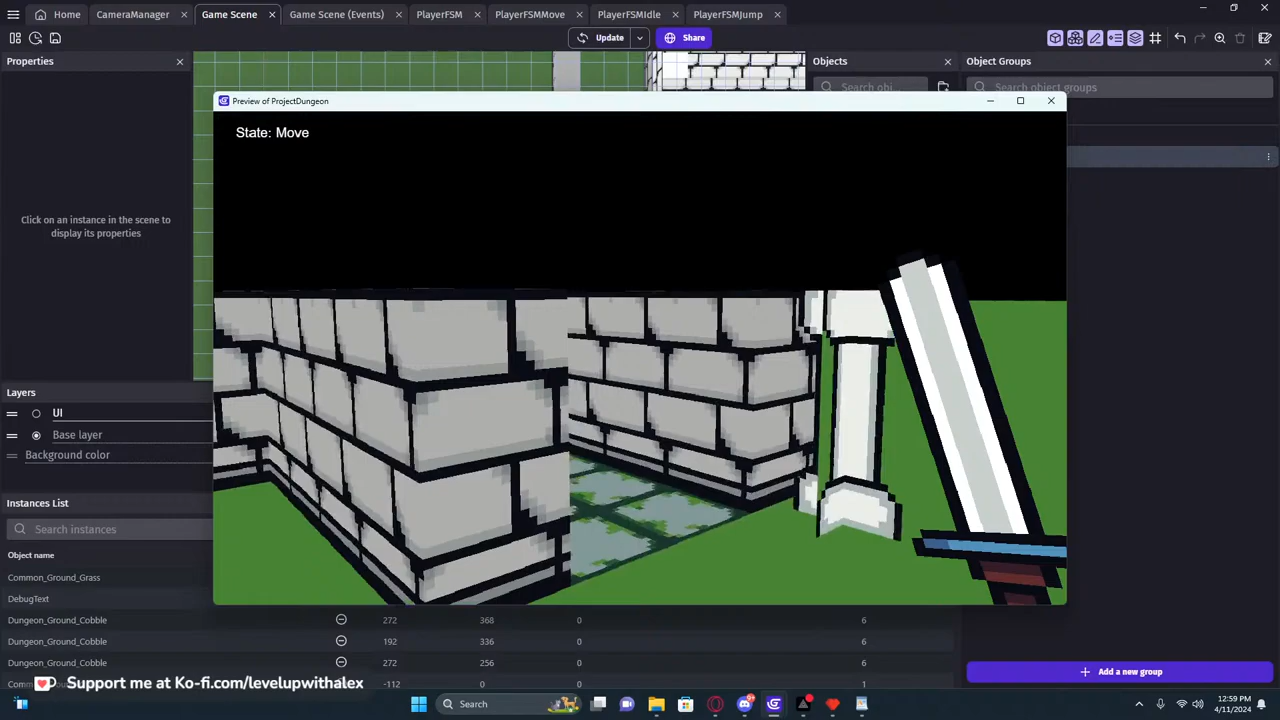 Home
CameraManager
Game Scene
Game Scene (Events)
PlayerFSM
PlayerFSMMove
PlayerFSMIdle
PlayerFSMJump
Update
Share
Objects
Object Groups
Search obj...
Search object groups
Preview of ProjectDungeon
State: Move
Click on an instance in the scene to
display its properties
Layers
UI
Base layer
Background color
Instances List
Search instances
Object name
Common_Ground_Grass
DebugText
Dungeon_Ground_Cobble 272 368 0 6
Dungeon_Ground_Cobble 192 336 0 6
Dungeon_Ground_Cobble 272 256 0 6
-112 0 0 1
Add a new group
Support me at Ko-fi.com/levelupwithalex
Search
12:59 PM
4/11/2024